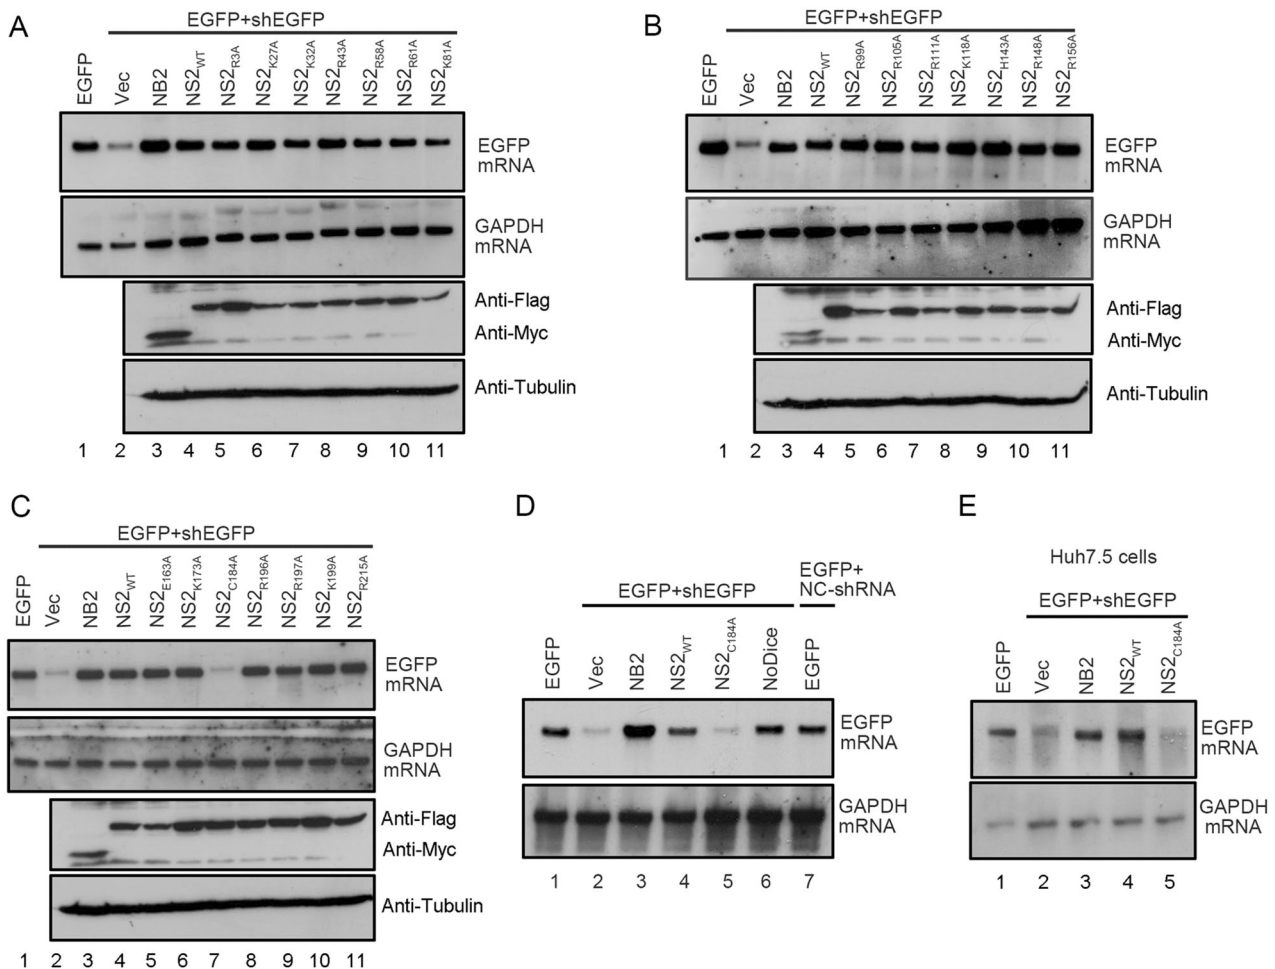 A
EGFP+shEGFP
EGFP
Vec
NB2
NS2WT
NS2R3A
NS2K27A
NS2K32A
NS2R43A
NS2R58A
NS2R61A
NS2K81A
EGFP
mRNA
GAPDH
mRNA
Anti-Flag
Anti-Myc
Anti-Tubulin
1 2 3 4 5 6 7 8 9 10 11
B
EGFP+shEGFP
EGFP
Vec
NB2
NS2WT
NS2R99A
NS2R105A
NS2R111A
NS2K118A
NS2H143A
NS2R148A
NS2R156A
EGFP
mRNA
GAPDH
mRNA
Anti-Flag
Anti-Myc
Anti-Tubulin
1 2 3 4 5 6 7 8 9 10 11
C
EGFP+shEGFP
EGFP
Vec
NB2
NS2WT
NS2E163A
NS2K173A
NS2C184A
NS2R196A
NS2R197A
NS2K199A
NS2R215A
EGFP
mRNA
GAPDH
mRNA
Anti-Flag
Anti-Myc
Anti-Tubulin
1 2 3 4 5 6 7 8 9 10 11
D
EGFP+shEGFP
EGFP+
NC-shRNA
EGFP
Vec
NB2
NS2WT
NS2C184A
NoDice
EGFP
EGFP
mRNA
GAPDH
mRNA
1 2 3 4 5 6 7
E
Huh7.5 cells
EGFP+shEGFP
EGFP
Vec
NB2
NS2WT
NS2C184A
EGFP
mRNA
GAPDH
mRNA
1 2 3 4 5